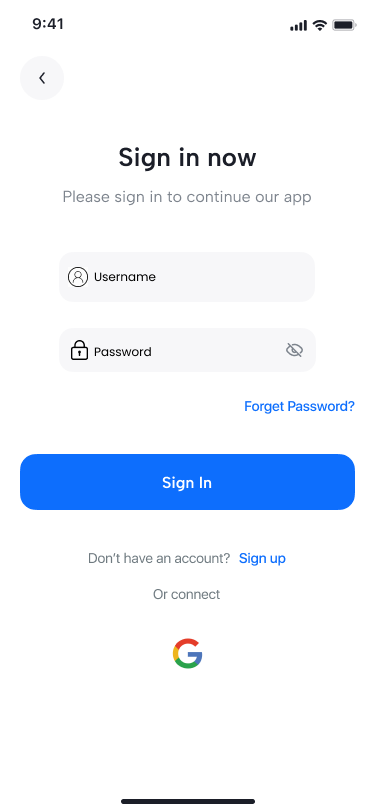 9:41
Sign in now
Please sign in to continue our app
Username
Password
Forget Password?
Sign In
Don't have an account? Sign up
Or connect